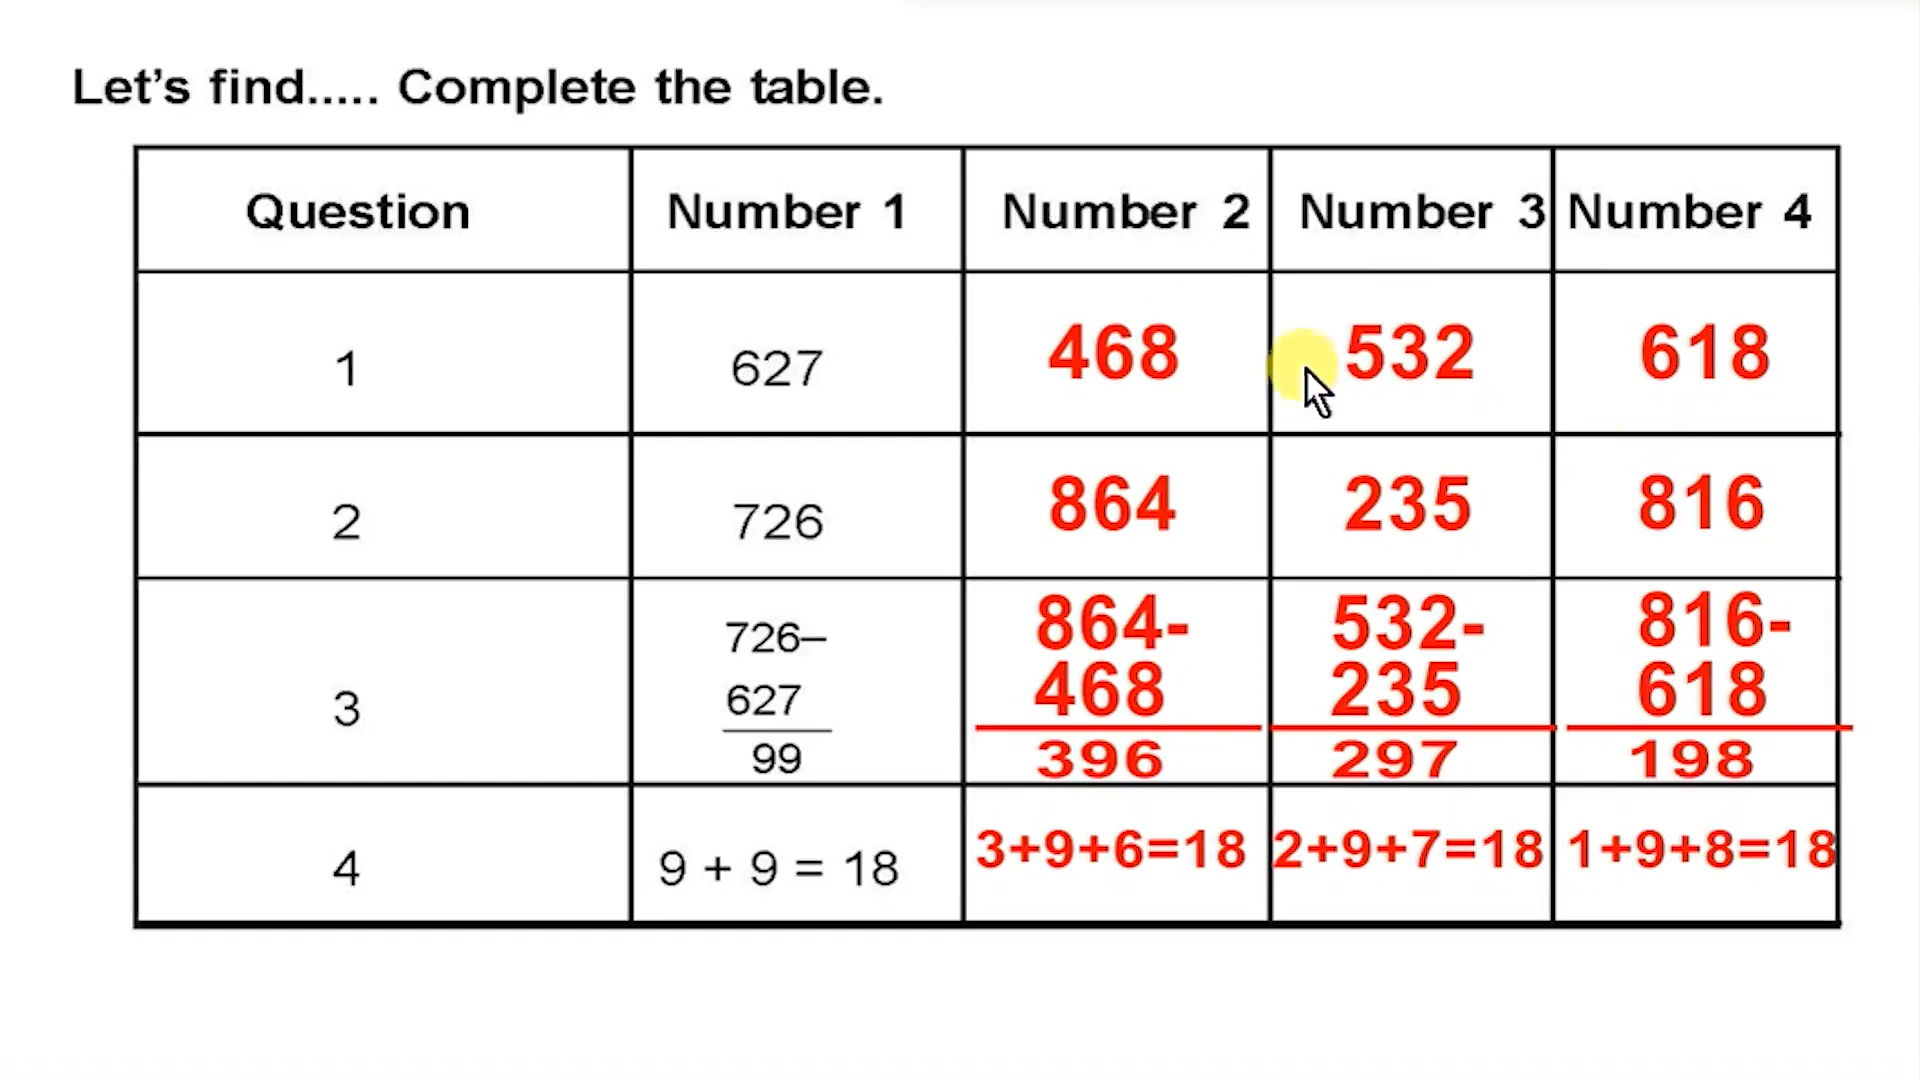 Let's find..... Complete the table.
Question Number 1 Number 2 Number 3 Number 4
1 627 468 532 618
2 726 864 235 816
3
726–
627
99
864-
468
396
532-
235
297
816-
618
198
4 9 + 9 = 18 3+9+6=18 2+9+7=18 1+9+8=18